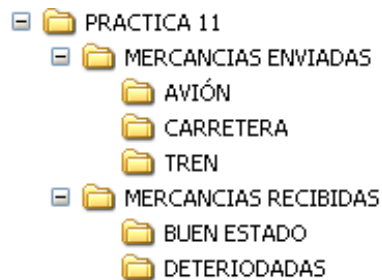 PRACTICA 11
MERCANCIAS ENVIADAS
AVIÓN
CARRETERA
TREN
MERCANCIAS RECIBIDAS
BUEN ESTADO
DETERIODADAS